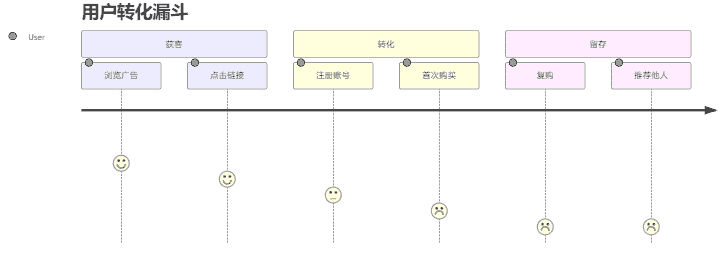 用户转化漏斗
User
获客
转化
留存
浏览广告
点击链接
注册账号
首次购买
复购
推荐他人